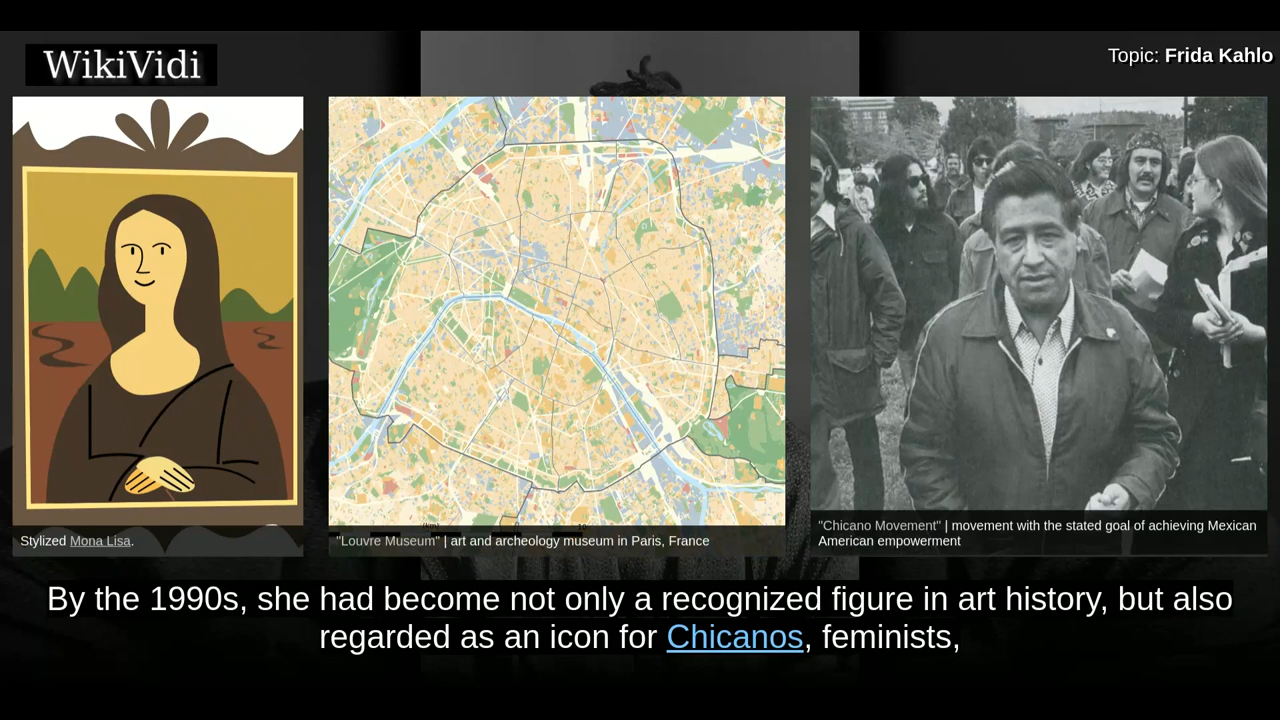 WikiVidi
Topic: Frida Kahlo
Stylized Mona Lisa.
"Louvre Museum" | art and archeology museum in Paris, France
"Chicano Movement" | movement with the stated goal of achieving Mexican
American empowerment
By the 1990s, she had become not only a recognized figure in art history, but also
regarded as an icon for Chicanos, feminists,